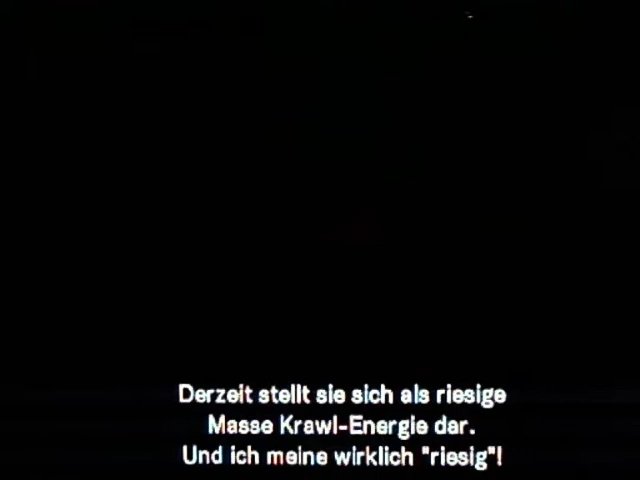 Derzeit stellt sie sich als riesige
Masse Krawl-Energie dar.
Und ich meine wirklich "riesig"!